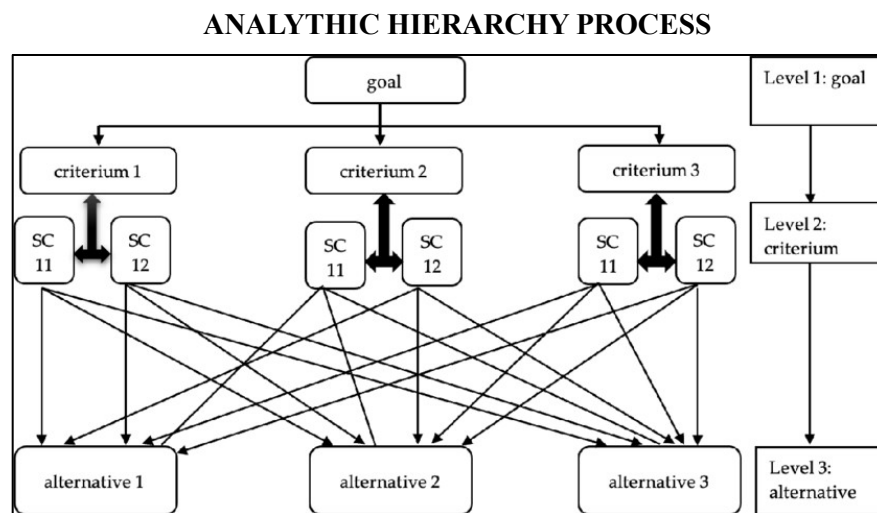 ANALYTHIC HIERARCHY PROCESS
goal
Level 1: goal
criterium 1
criterium 2
criterium 3
SC
11
SC
12
SC
11
SC
12
SC
11
SC
12
Level 2:
criterium
alternative 1
alternative 2
alternative 3
Level 3:
alternative